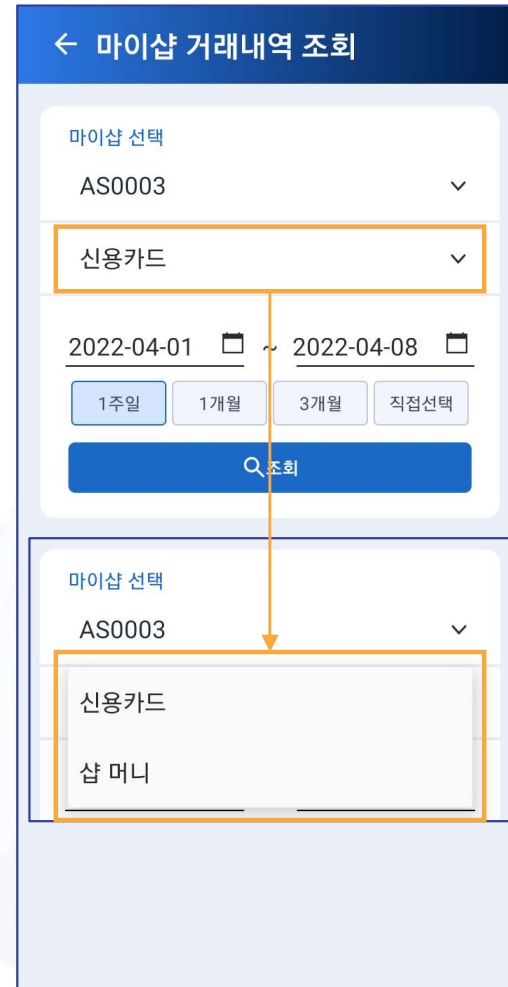 ← 마이샵 거래내역 조회
마이샵 선택
AS0003
신용카드
2022-04-01 ~ 2022-04-08
1주일 1개월 3개월 직접선택
조회
마이샵 선택
AS0003
신용카드
샵 머니